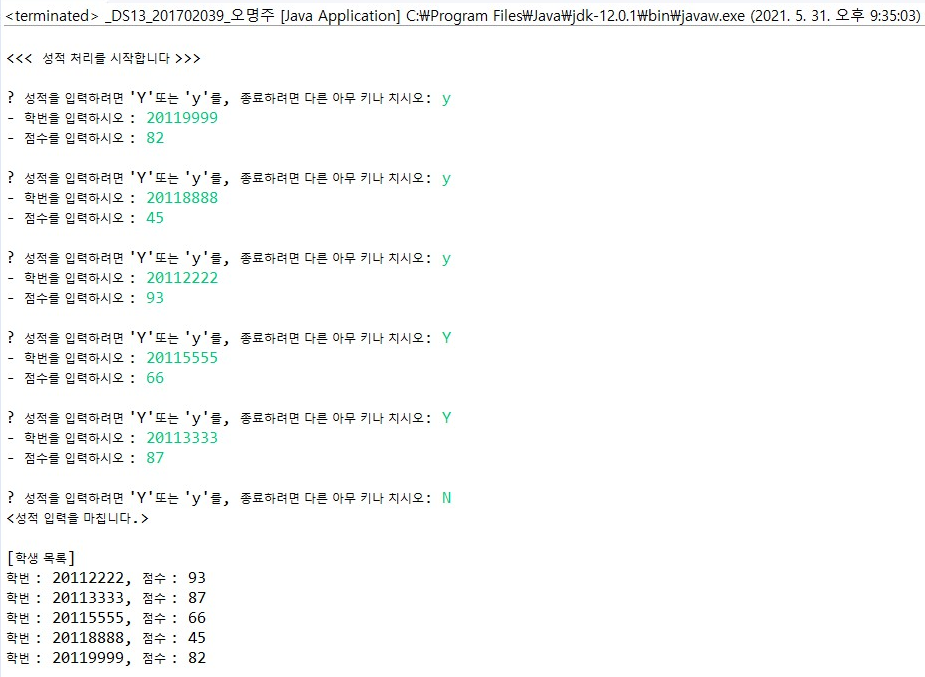 <terminated> _DS13_201702039_오명주 [Java Application] C:₩Program Files₩Java₩jdk-12.0.1₩bin₩javaw.exe (2021. 5. 31. 오후 9:35:03)
<<< 성적 처리를 시작합니다 >>>
? 성적을 입력하려면 'Y'또는 'y'를, 종료하려면 다른 아무 키나 치시오: y
- 학번을 입력하시오 : 20119999
- 점수를 입력하시오 : 82
? 성적을 입력하려면 'Y'또는 'y'를, 종료하려면 다른 아무 키나 치시오: y
- 학번을 입력하시오 : 20118888
- 점수를 입력하시오 : 45
? 성적을 입력하려면 'Y'또는 'y'를, 종료하려면 다른 아무 키나 치시오: y
- 학번을 입력하시오 : 20112222
- 점수를 입력하시오 : 93
? 성적을 입력하려면 'Y'또는 'y'를, 종료하려면 다른 아무 키나 치시오: Y
- 학번을 입력하시오 : 20115555
- 점수를 입력하시오 : 66
? 성적을 입력하려면 'Y'또는 'y'를, 종료하려면 다른 아무 키나 치시오: Y
- 학번을 입력하시오 : 20113333
- 점수를 입력하시오 : 87
? 성적을 입력하려면 'Y'또는 'y'를, 종료하려면 다른 아무 키나 치시오: N
<성적 입력을 마칩니다.>
[학생 목록]
학번 : 20112222, 점수 : 93
학번 : 20113333, 점수 : 87
학번 : 20115555, 점수 : 66
학번 : 20118888, 점수 : 45
학번 : 20119999, 점수 : 82